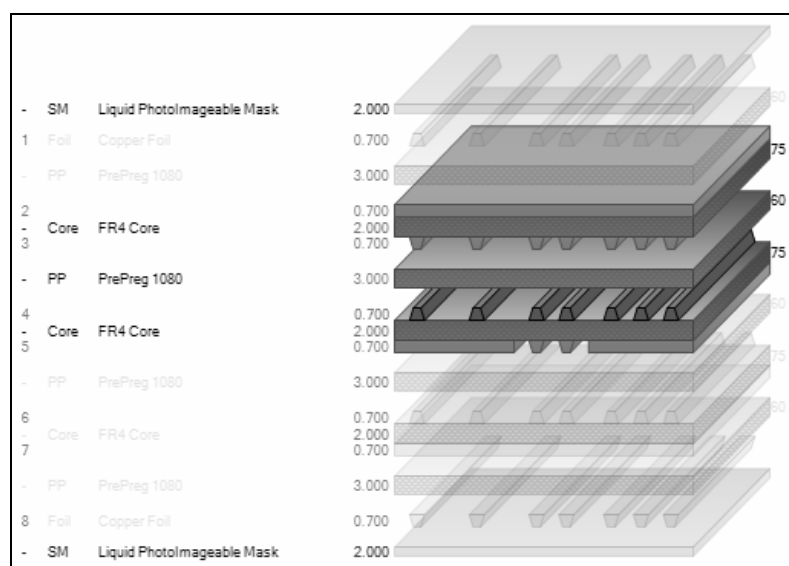 - SM Liquid PhotoImageable Mask 2.000
60
1 Foil Copper Foil 0.700
75
- PP PrePreg 1080 3.000
60
2 0.700
- Core FR4 Core 2.000
3 0.700
75
- PP PrePreg 1080 3.000
4 0.700
60
- Core FR4 Core 2.000
5 0.700
75
- PP PrePreg 1080 3.000
60
6 0.700
- Core FR4 Core 2.000
7 0.700
- PP PrePreg 1080 3.000
8 Foil Copper Foil 0.700
- SM Liquid PhotoImageable Mask 2.000